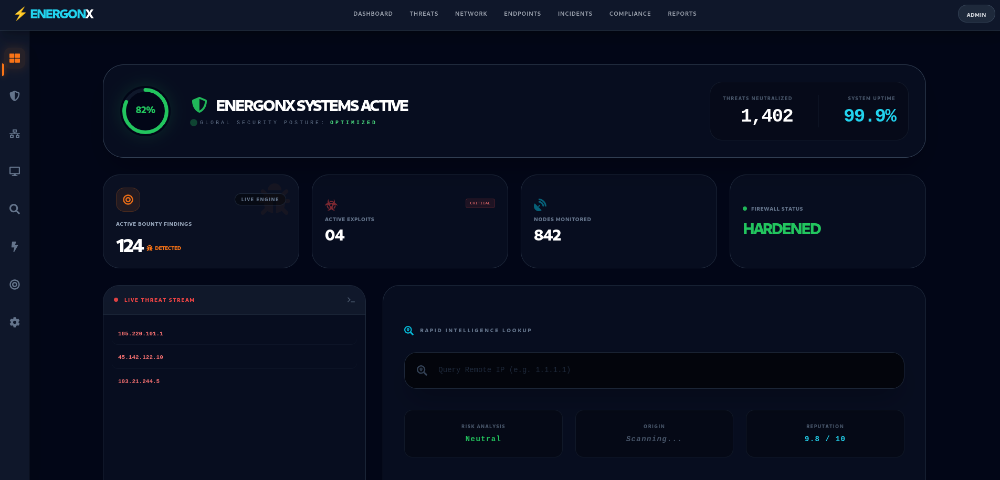 ⚡ ENERGONX
DASHBOARD THREATS NETWORK ENDPOINTS INCIDENTS COMPLIANCE REPORTS
ADMIN
82%
ENERGONX SYSTEMS ACTIVE
GLOBAL SECURITY POSTURE: OPTIMIZED
THREATS NEUTRALIZED
1,402
SYSTEM UPTIME
99.9%
LIVE ENGINE
ACTIVE BOUNTY FINDINGS
124 DETECTED
CRITICAL
ACTIVE EXPLOITS
04
NODES MONITORED
842
FIREWALL STATUS
HARDENED
LIVE THREAT STREAM
185.220.101.1
45.142.122.10
103.21.244.5
RAPID INTELLIGENCE LOOKUP
Query Remote IP (e.g. 1.1.1.1)
RISK ANALYSIS
Neutral
ORIGIN
Scanning...
REPUTATION
9.8 / 10